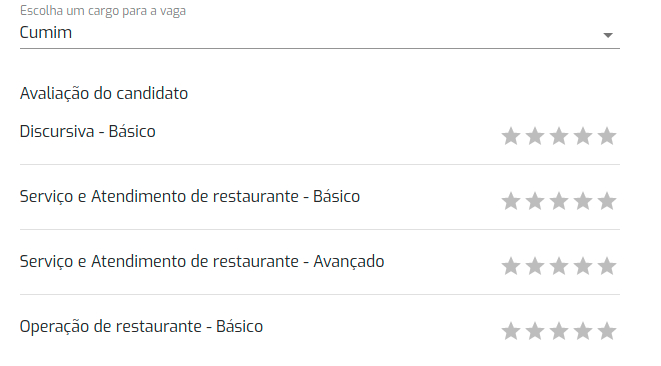 Escolha um cargo para a vaga
Cumim
Avaliação do candidato
Discursiva - Básico
Serviço e Atendimento de restaurante - Básico
Serviço e Atendimento de restaurante - Avançado
Operação de restaurante - Básico